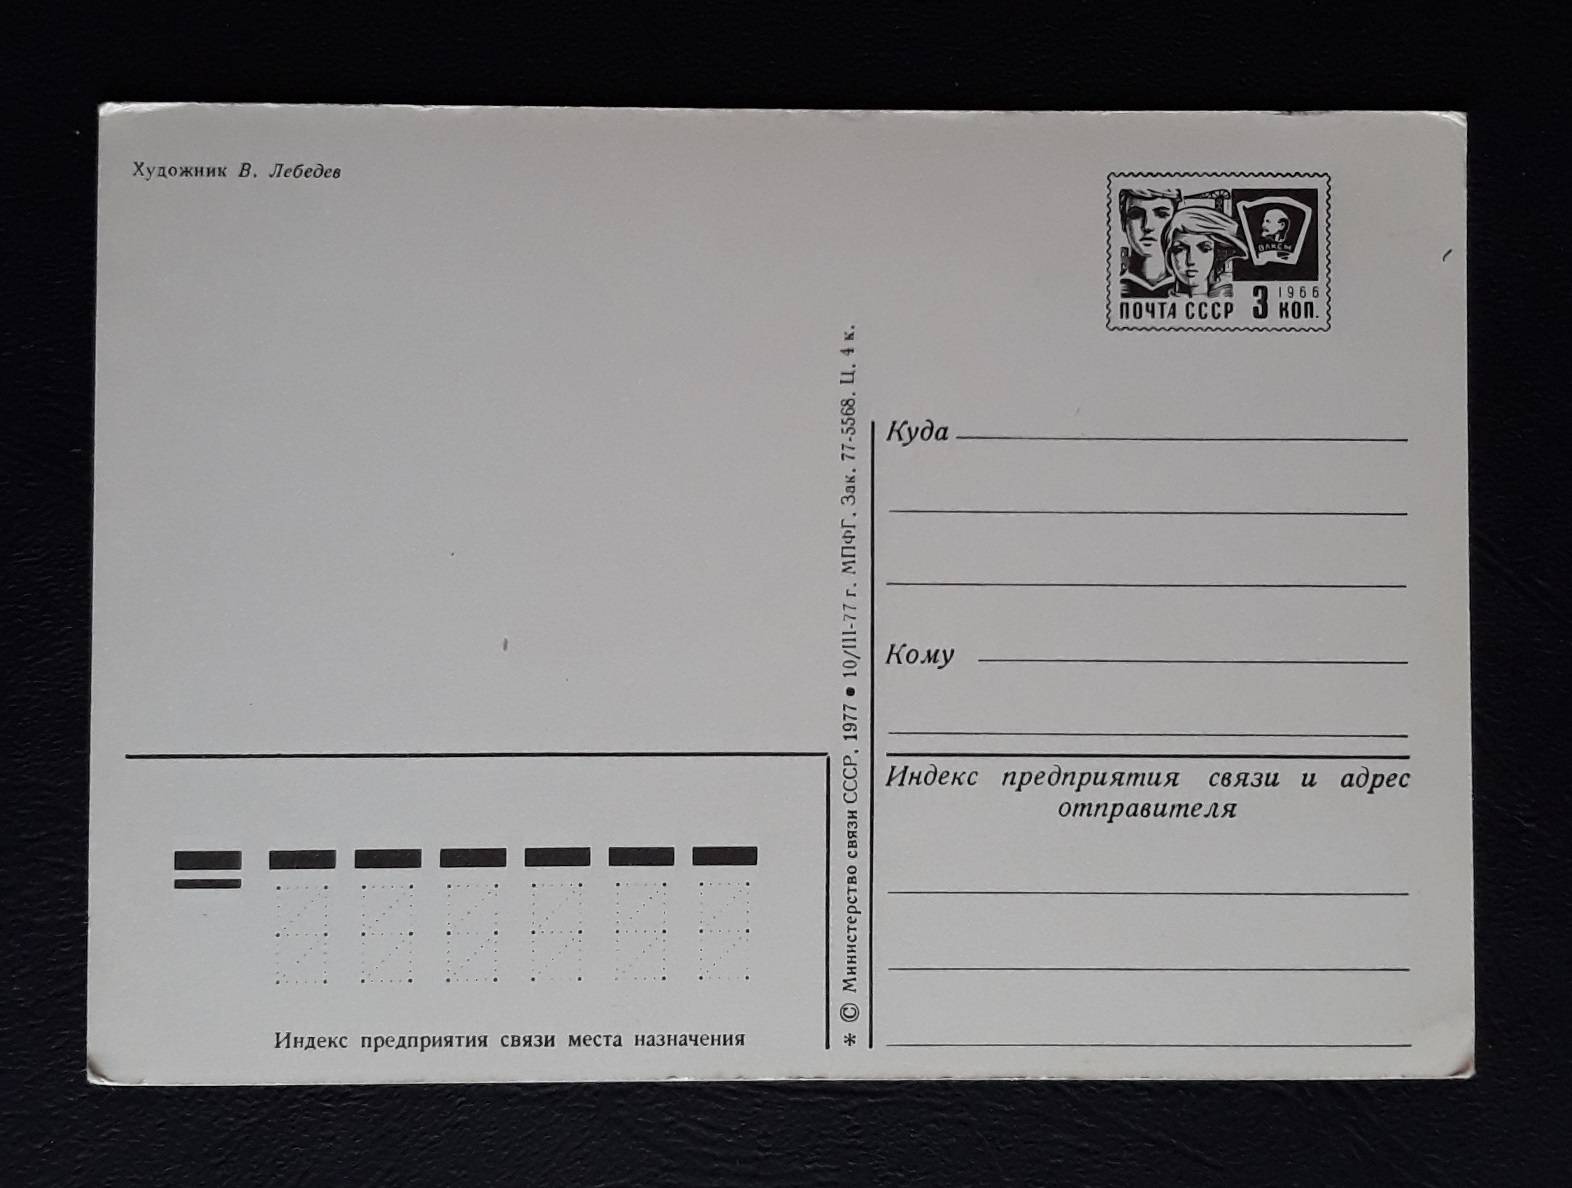 Художник В. Лебедев
ВЛКСМ
1966
ПОЧТА СССР 3 КОП.
Куда
Кому
Индекс предприятия связи и адрес
отправителя
* © Министерство связи СССР. 1977 ● 10/III-77 г. МПФГ. Зак. 77-5568. Ц. 4 к.
Индекс предприятия связи места назначения